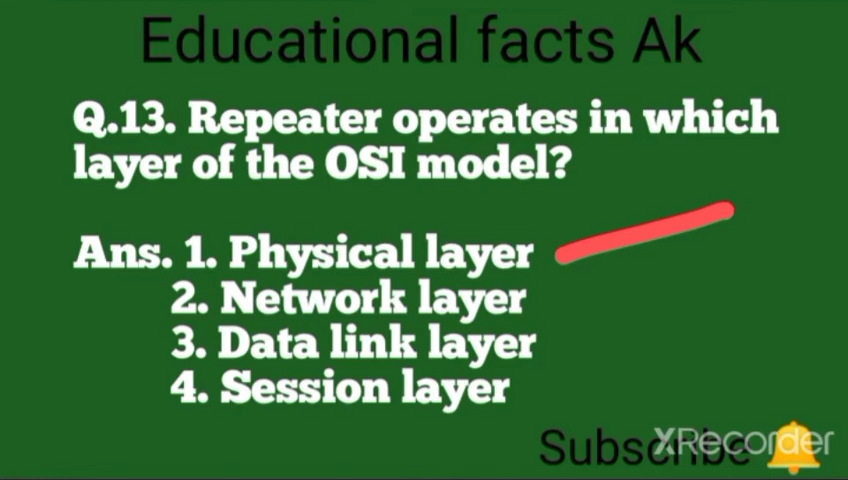 Educational facts Ak
Q.13. Repeater operates in which
layer of the OSI model?
Ans. 1. Physical layer
2. Network layer
3. Data link layer
4. Session layer
Subscribe
XRecorder